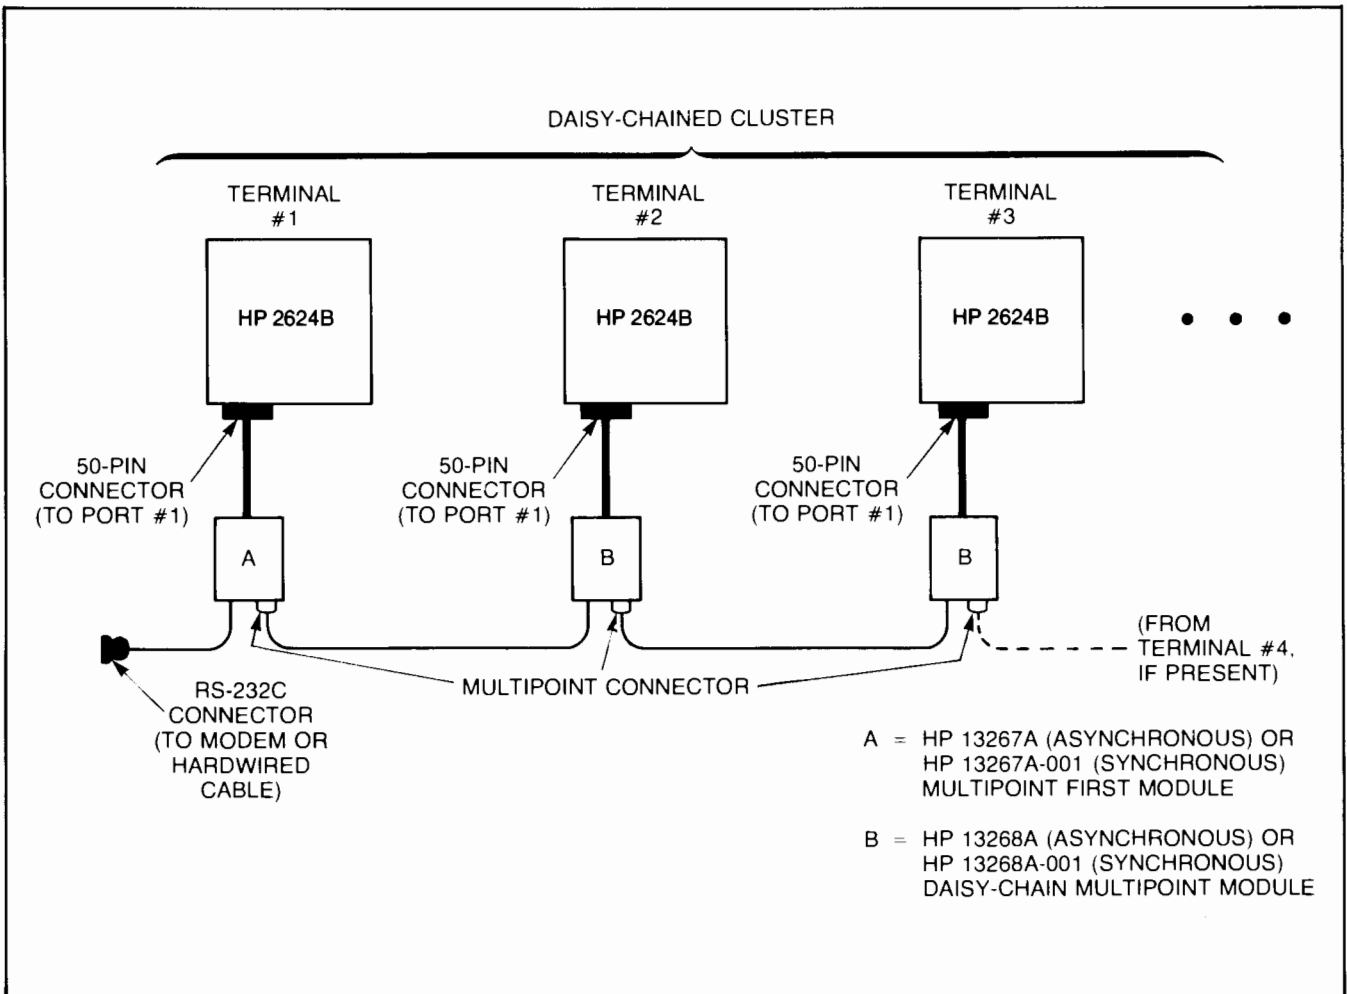 DAISY-CHAINED CLUSTER
TERMINAL
#1
TERMINAL
#2
TERMINAL
#3
HP 2624B
HP 2624B
HP 2624B
50-PIN
CONNECTOR
(TO PORT #1)
50-PIN
CONNECTOR
(TO PORT #1)
50-PIN
CONNECTOR
(TO PORT #1)
A
B
B
(FROM
TERMINAL #4,
IF PRESENT)
MULTIPOINT CONNECTOR
RS-232C
CONNECTOR
(TO MODEM OR
HARDWIRED
CABLE)
A = HP 13267A (ASYNCHRONOUS) OR
HP 13267A-001 (SYNCHRONOUS)
MULTIPOINT FIRST MODULE
B = HP 13268A (ASYNCHRONOUS) OR
HP 13268A-001 (SYNCHRONOUS)
DAISY-CHAIN MULTIPOINT MODULE